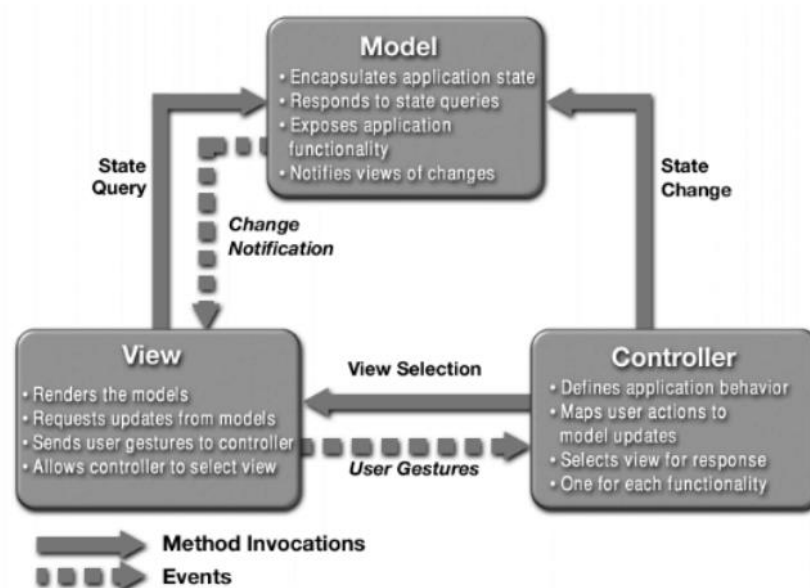 Model
• Encapsulates application state
• Responds to state queries
• Exposes application
functionality
• Notifies views of changes
State
Query
State
Change
Change
Notification
View
• Renders the models
• Requests updates from models
• Sends user gestures to controller
• Allows controller to select view
View Selection
User Gestures
Controller
• Defines application behavior
• Maps user actions to
model updates
• Selects view for response
• One for each functionality
Method Invocations
Events